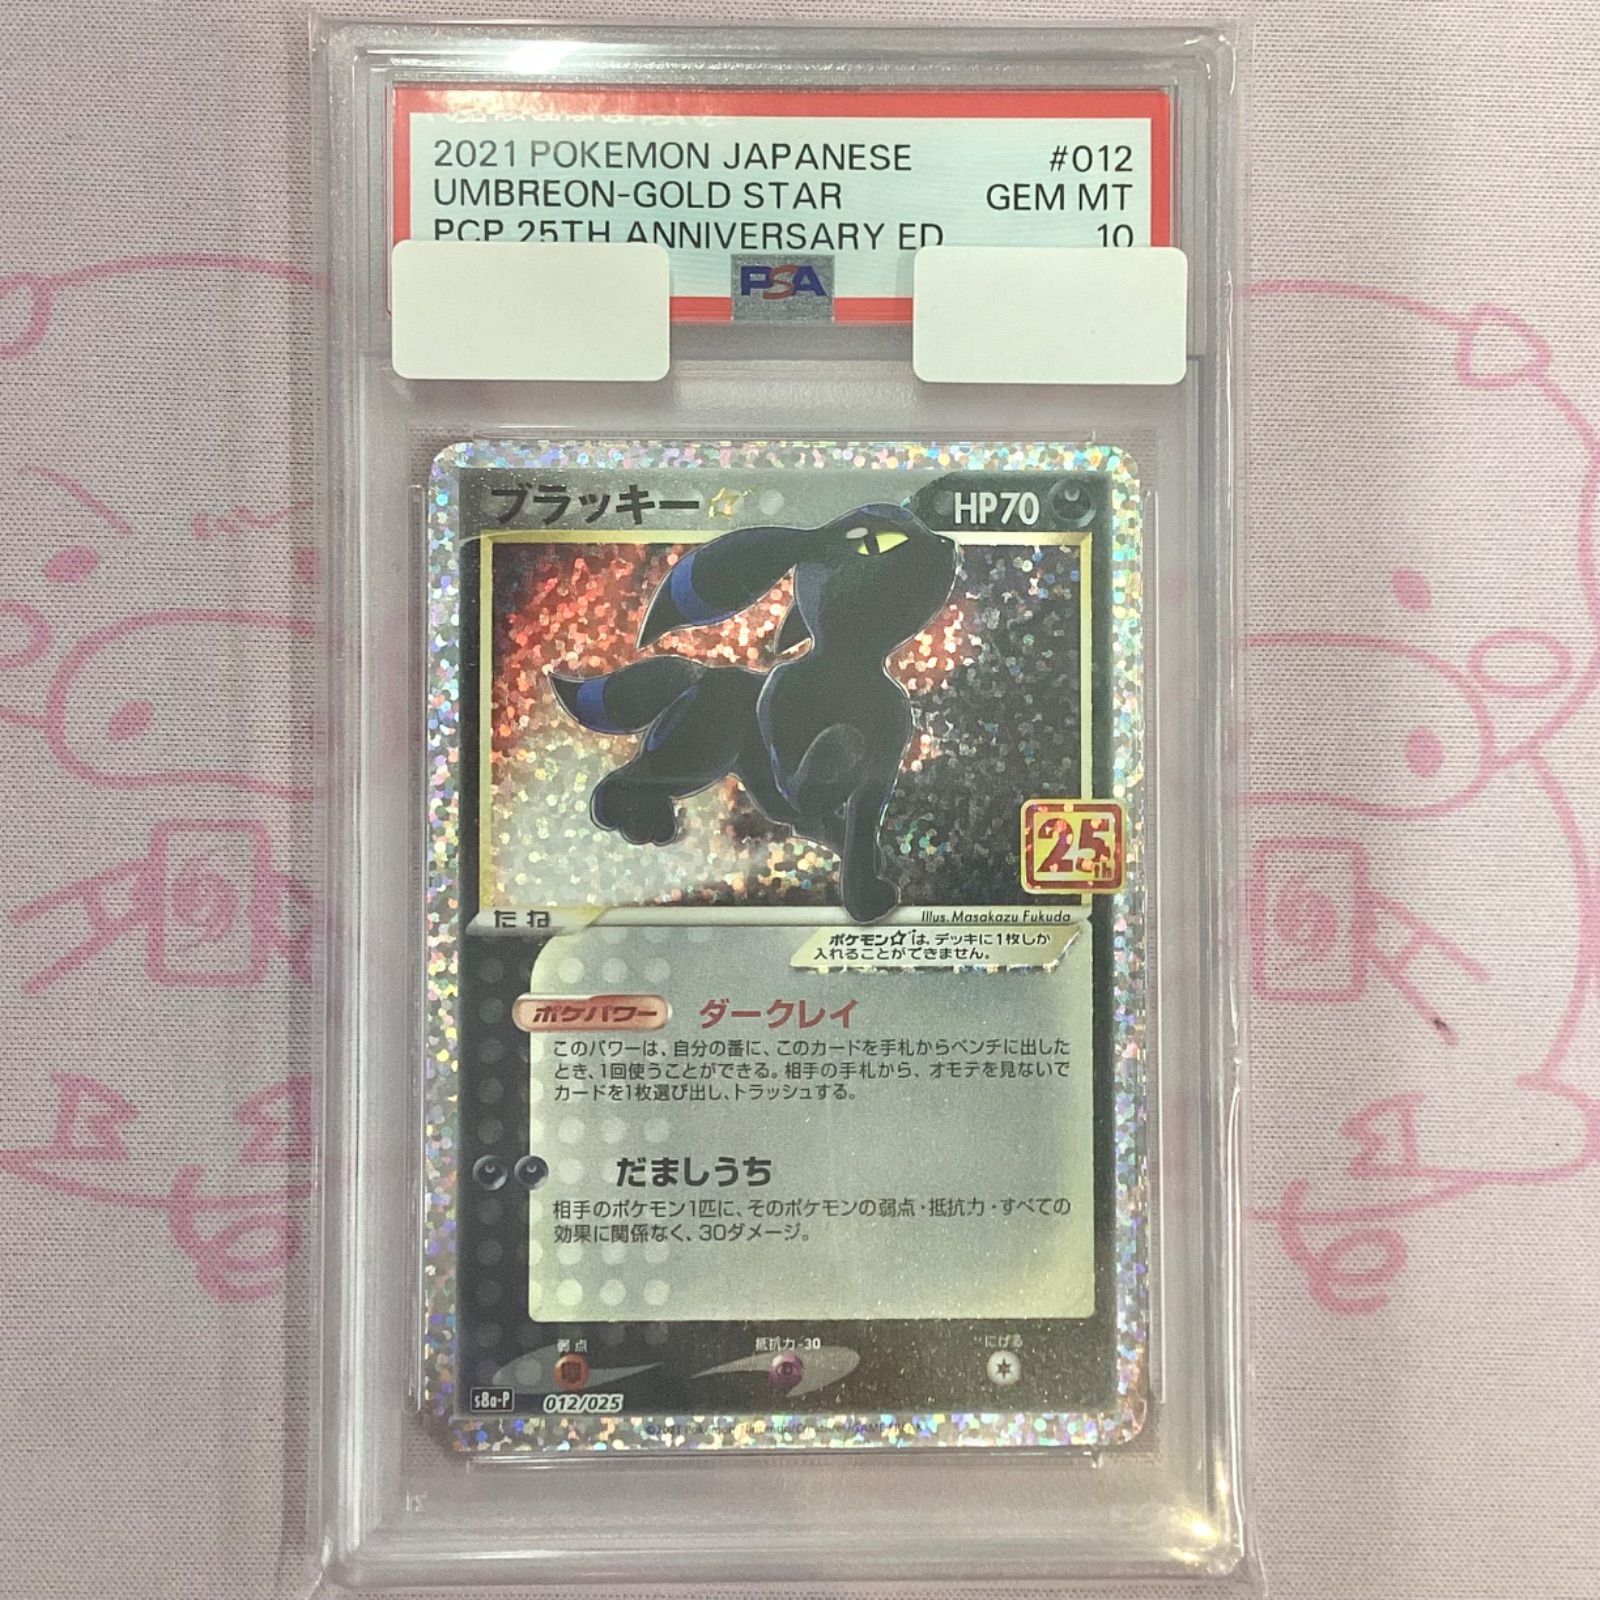 2021 POKEMON JAPANESE #012
UMBREON-GOLD STAR GEM MT
PCP 25TH ANNIVERSARY ED 10
PSA
ブラッキー☆ HP70
25th
たね
Illus. Masakazu Fukuda
ポケモン☆は、デッキに1枚しか
入れることができません。
ポケパワー ダークレイ
このパワーは、自分の番に、このカードを手札からベンチに出した
とき、1回使うことができる。相手の手札から、オモテを見ないで
カードを1枚選び出し、トラッシュする。
だましうち
相手のポケモン1匹に、そのポケモンの弱点・抵抗力・すべての
効果に関係なく、30ダメージ。
弱点 抵抗力 -30 にげる
s8a-P 012/025
©2021 Pokémon